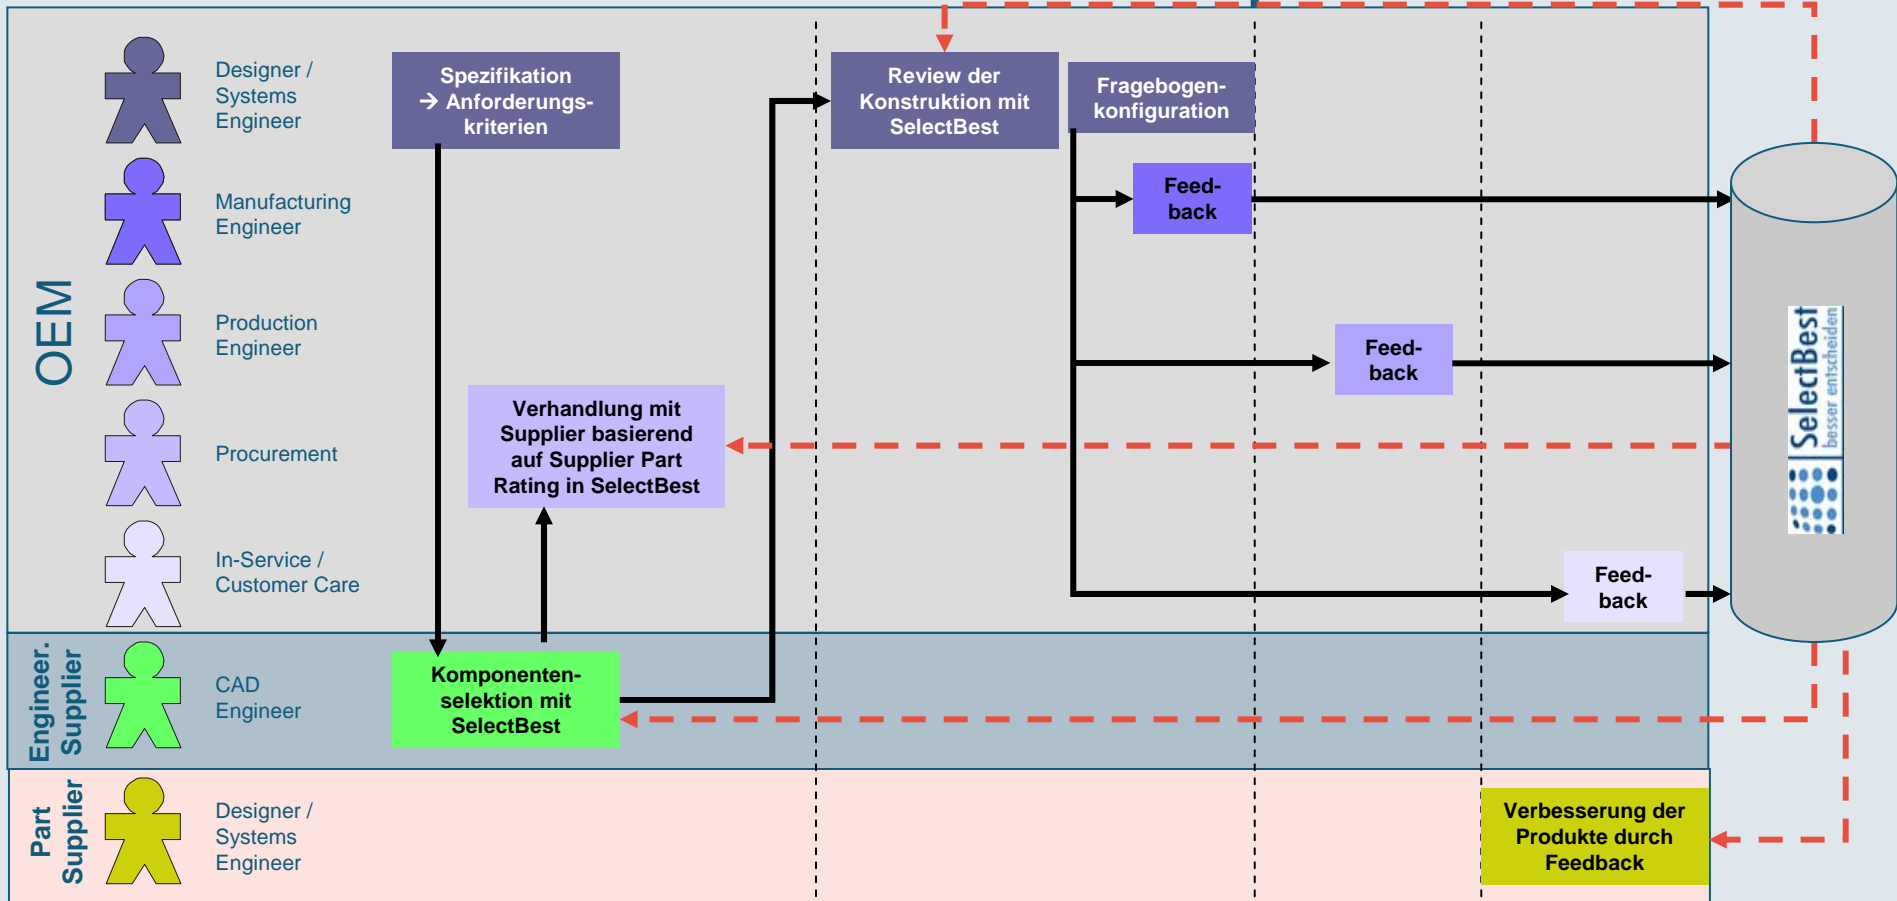 OEM
Designer /
Systems
Engineer
Spezifikation
→ Anforderungs-
kriterien
Review der
Konstruktion mit
SelectBest
Fragebogen-
konfiguration
Manufacturing
Engineer
Feed-
back
Production
Engineer
Feed-
back
Procurement
Verhandlung mit
Supplier basierend
auf Supplier Part
Rating in SelectBest
In-Service /
Customer Care
Feed-
back
SelectBest
besser entscheiden
Engineer.
Supplier
CAD
Engineer
Komponenten-
selektion mit
SelectBest
Part
Supplier
Designer /
Systems
Engineer
Verbesserung der
Produkte durch
Feedback